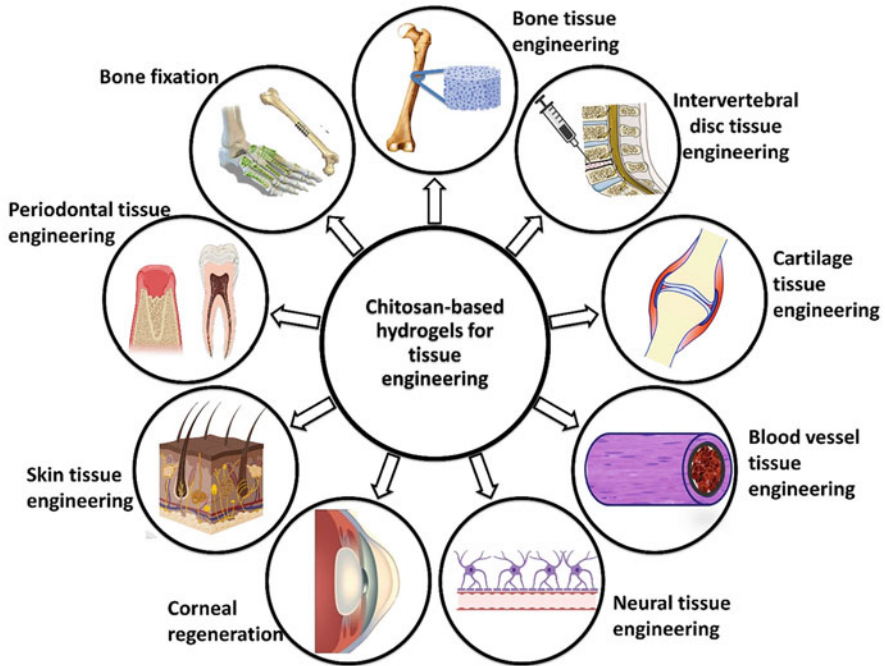 Bone tissue
engineering
Bone fixation
Intervertebral
disc tissue
engineering
Periodontal tissue
engineering
Cartilage
tissue
engineering
Chitosan-based
hydrogels for
tissue
engineering
Skin tissue
engineering
Blood vessel
tissue
engineering
Corneal
regeneration
Neural tissue
engineering